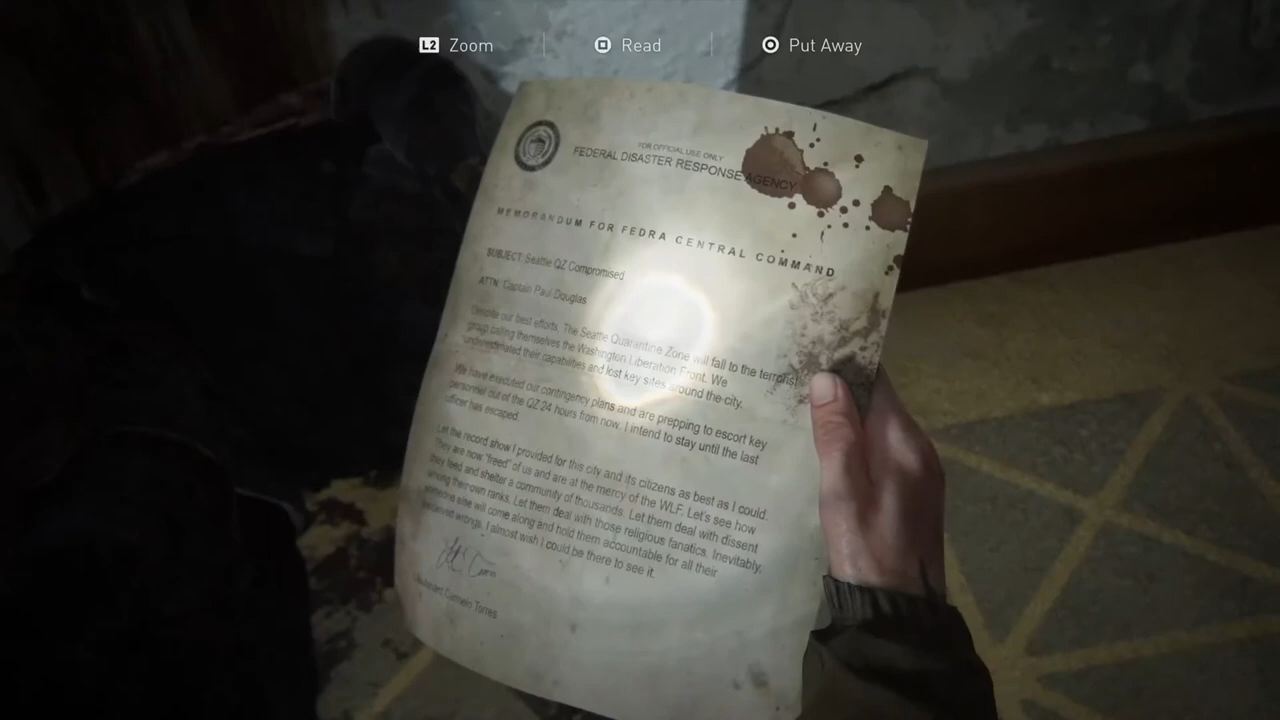 L2 Zoom
Read
Put Away
FOR OFFICIAL USE ONLY
FEDERAL DISASTER RESPONSE AGENCY
MEMORANDUM FOR FEDRA CENTRAL COMMAND
SUBJECT: Seattle QZ Compromised
ATTN: Captain Paul Douglas
Despite our best efforts, The Seattle Quarantine Zone will fall to the terrorist
group calling themselves the Washington Liberation Front. We
underestimated their capabilities and lost key sites around the city.
We have executed our contingency plans and are prepping to escort key
personnel out of the QZ 24 hours from now. I intend to stay until the last
officer has escaped.
Let the record show I provided for this city and its citizens as best as I could.
They are now "freed" of us and are at the mercy of the WLF. Let's see how
they feed and shelter a community of thousands. Let them deal with dissent
among their own ranks. Let them deal with those religious fanatics. Inevitably,
someone else will come along and hold them accountable for all their
perceived wrongs. I almost wish I could be there to see it.
Lieutenant Carmelo Torres